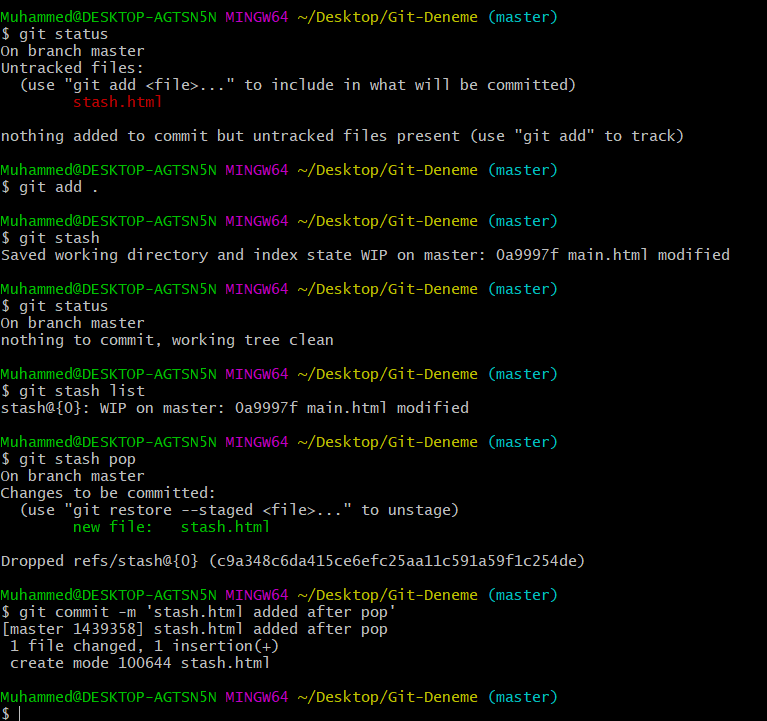 Muhammed@DESKTOP-AGTSN5N MINGW64 ~/Desktop/Git-Deneme (master)
$ git status
On branch master
Untracked files:
  (use "git add <file>..." to include in what will be committed)
        stash.html

nothing added to commit but untracked files present (use "git add" to track)

Muhammed@DESKTOP-AGTSN5N MINGW64 ~/Desktop/Git-Deneme (master)
$ git add .

Muhammed@DESKTOP-AGTSN5N MINGW64 ~/Desktop/Git-Deneme (master)
$ git stash
Saved working directory and index state WIP on master: 0a9997f main.html modified

Muhammed@DESKTOP-AGTSN5N MINGW64 ~/Desktop/Git-Deneme (master)
$ git status
On branch master
nothing to commit, working tree clean

Muhammed@DESKTOP-AGTSN5N MINGW64 ~/Desktop/Git-Deneme (master)
$ git stash list
stash@{0}: WIP on master: 0a9997f main.html modified

Muhammed@DESKTOP-AGTSN5N MINGW64 ~/Desktop/Git-Deneme (master)
$ git stash pop
On branch master
Changes to be committed:
  (use "git restore --staged <file>..." to unstage)
        new file:   stash.html

Dropped refs/stash@{0} (c9a348c6da415ce6efc25aa11c591a59f1c254de)

Muhammed@DESKTOP-AGTSN5N MINGW64 ~/Desktop/Git-Deneme (master)
$ git commit -m 'stash.html added after pop'
[master 1439358] stash.html added after pop
 1 file changed, 1 insertion(+)
 create mode 100644 stash.html

Muhammed@DESKTOP-AGTSN5N MINGW64 ~/Desktop/Git-Deneme (master)
$